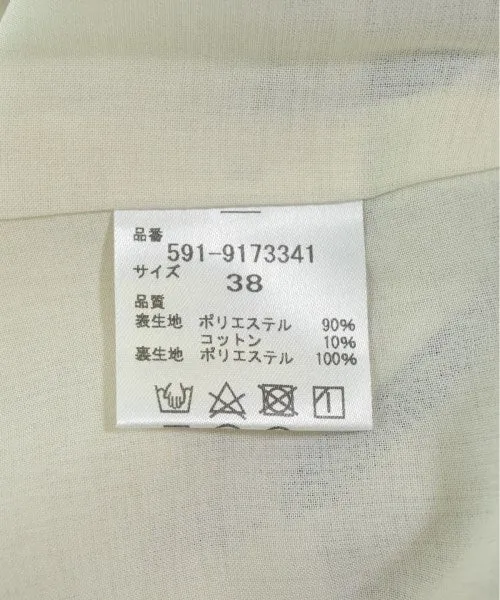 品番
591-9173341
サイズ
38
品質
表生地 ポリエステル 90%
コットン 10%
裏生地 ポリエステル 100%